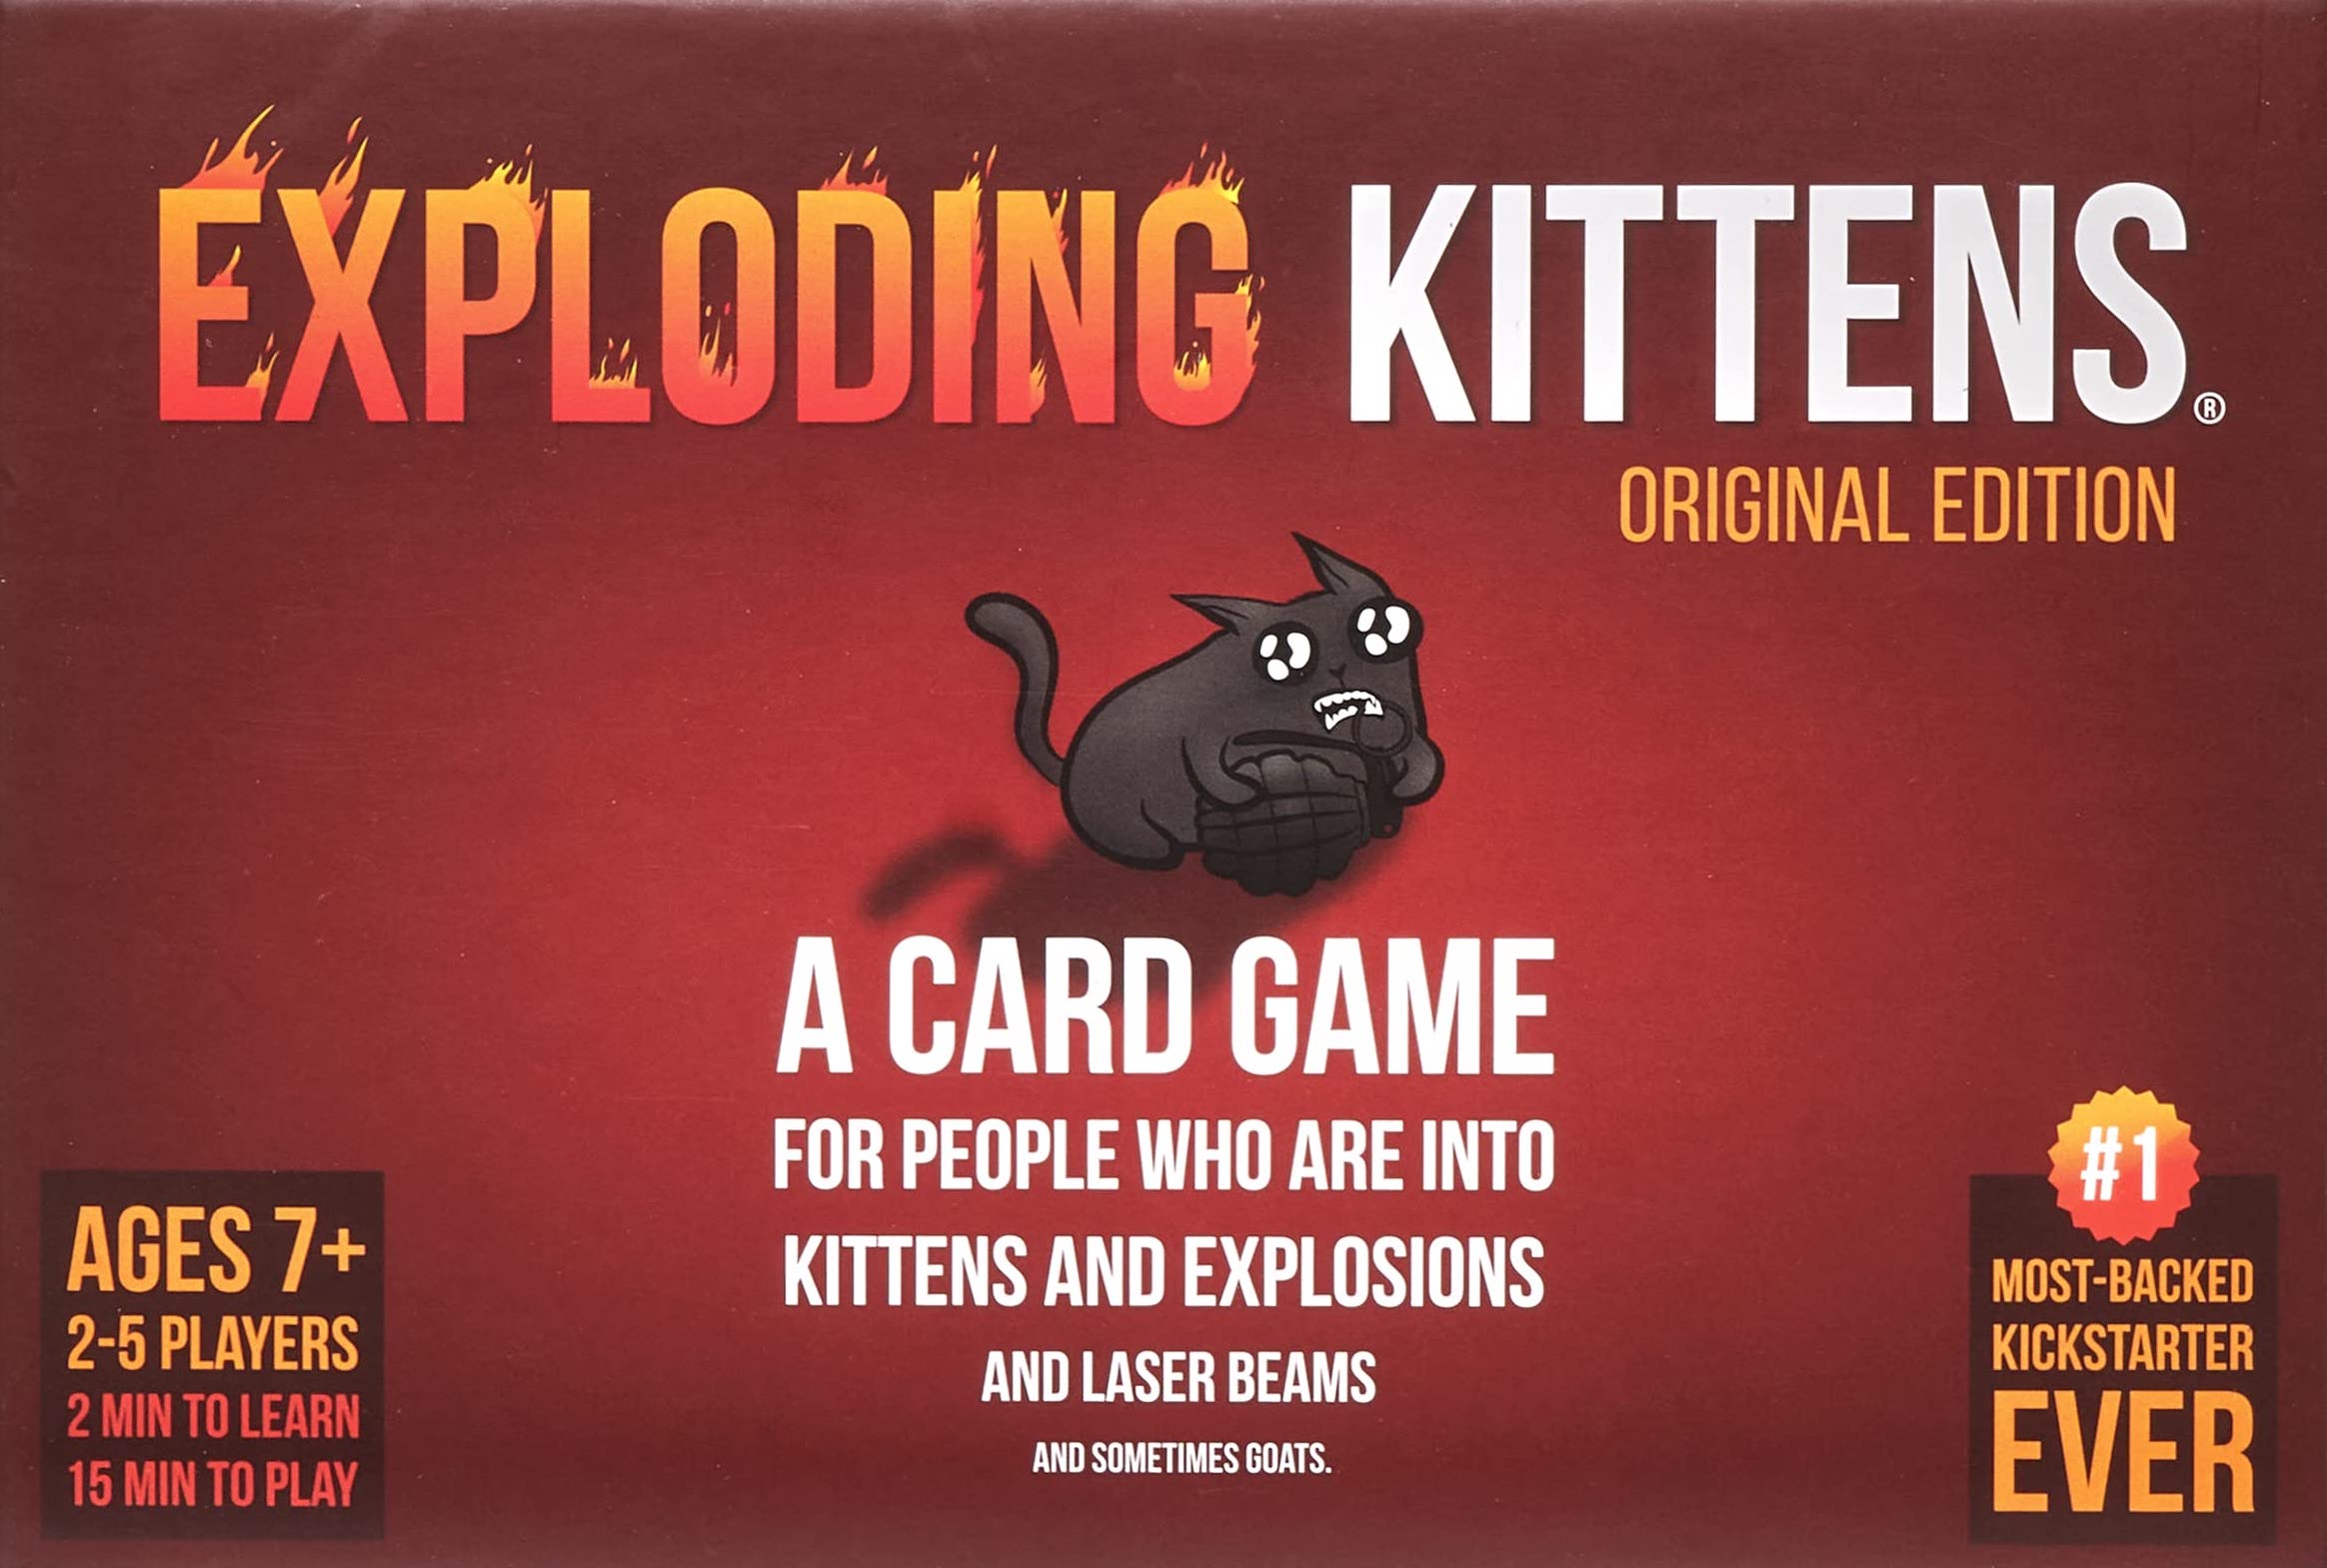 EXPLODING KITTENS®
ORIGINAL EDITION
A CARD GAME
FOR PEOPLE WHO ARE INTO
KITTENS AND EXPLOSIONS
AND LASER BEAMS
AND SOMETIMES GOATS.
AGES 7+
2-5 PLAYERS
2 MIN TO LEARN
15 MIN TO PLAY
#1
MOST-BACKED
KICKSTARTER
EVER